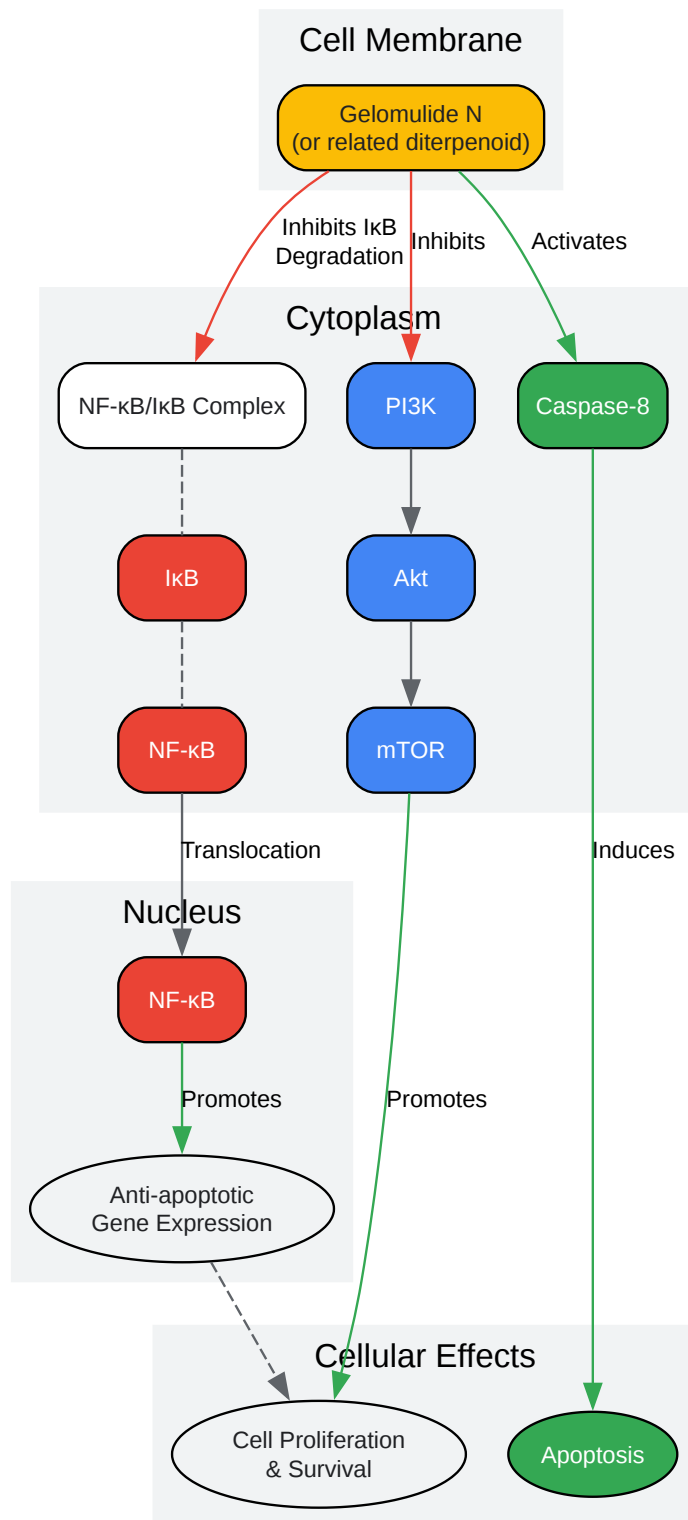 Cell Membrane
Gelomulide N
(or related diterpenoid)
Inhibits IκB
Degradation
Inhibits
Activates
Cytoplasm
NF-κB/IκB Complex
PI3K
Caspase-8
IκB
Akt
NF-κB
mTOR
Translocation
Induces
Nucleus
NF-κB
Promotes
Promotes
Anti-apoptotic
Gene Expression
Cellular Effects
Cell Proliferation
& Survival
Apoptosis